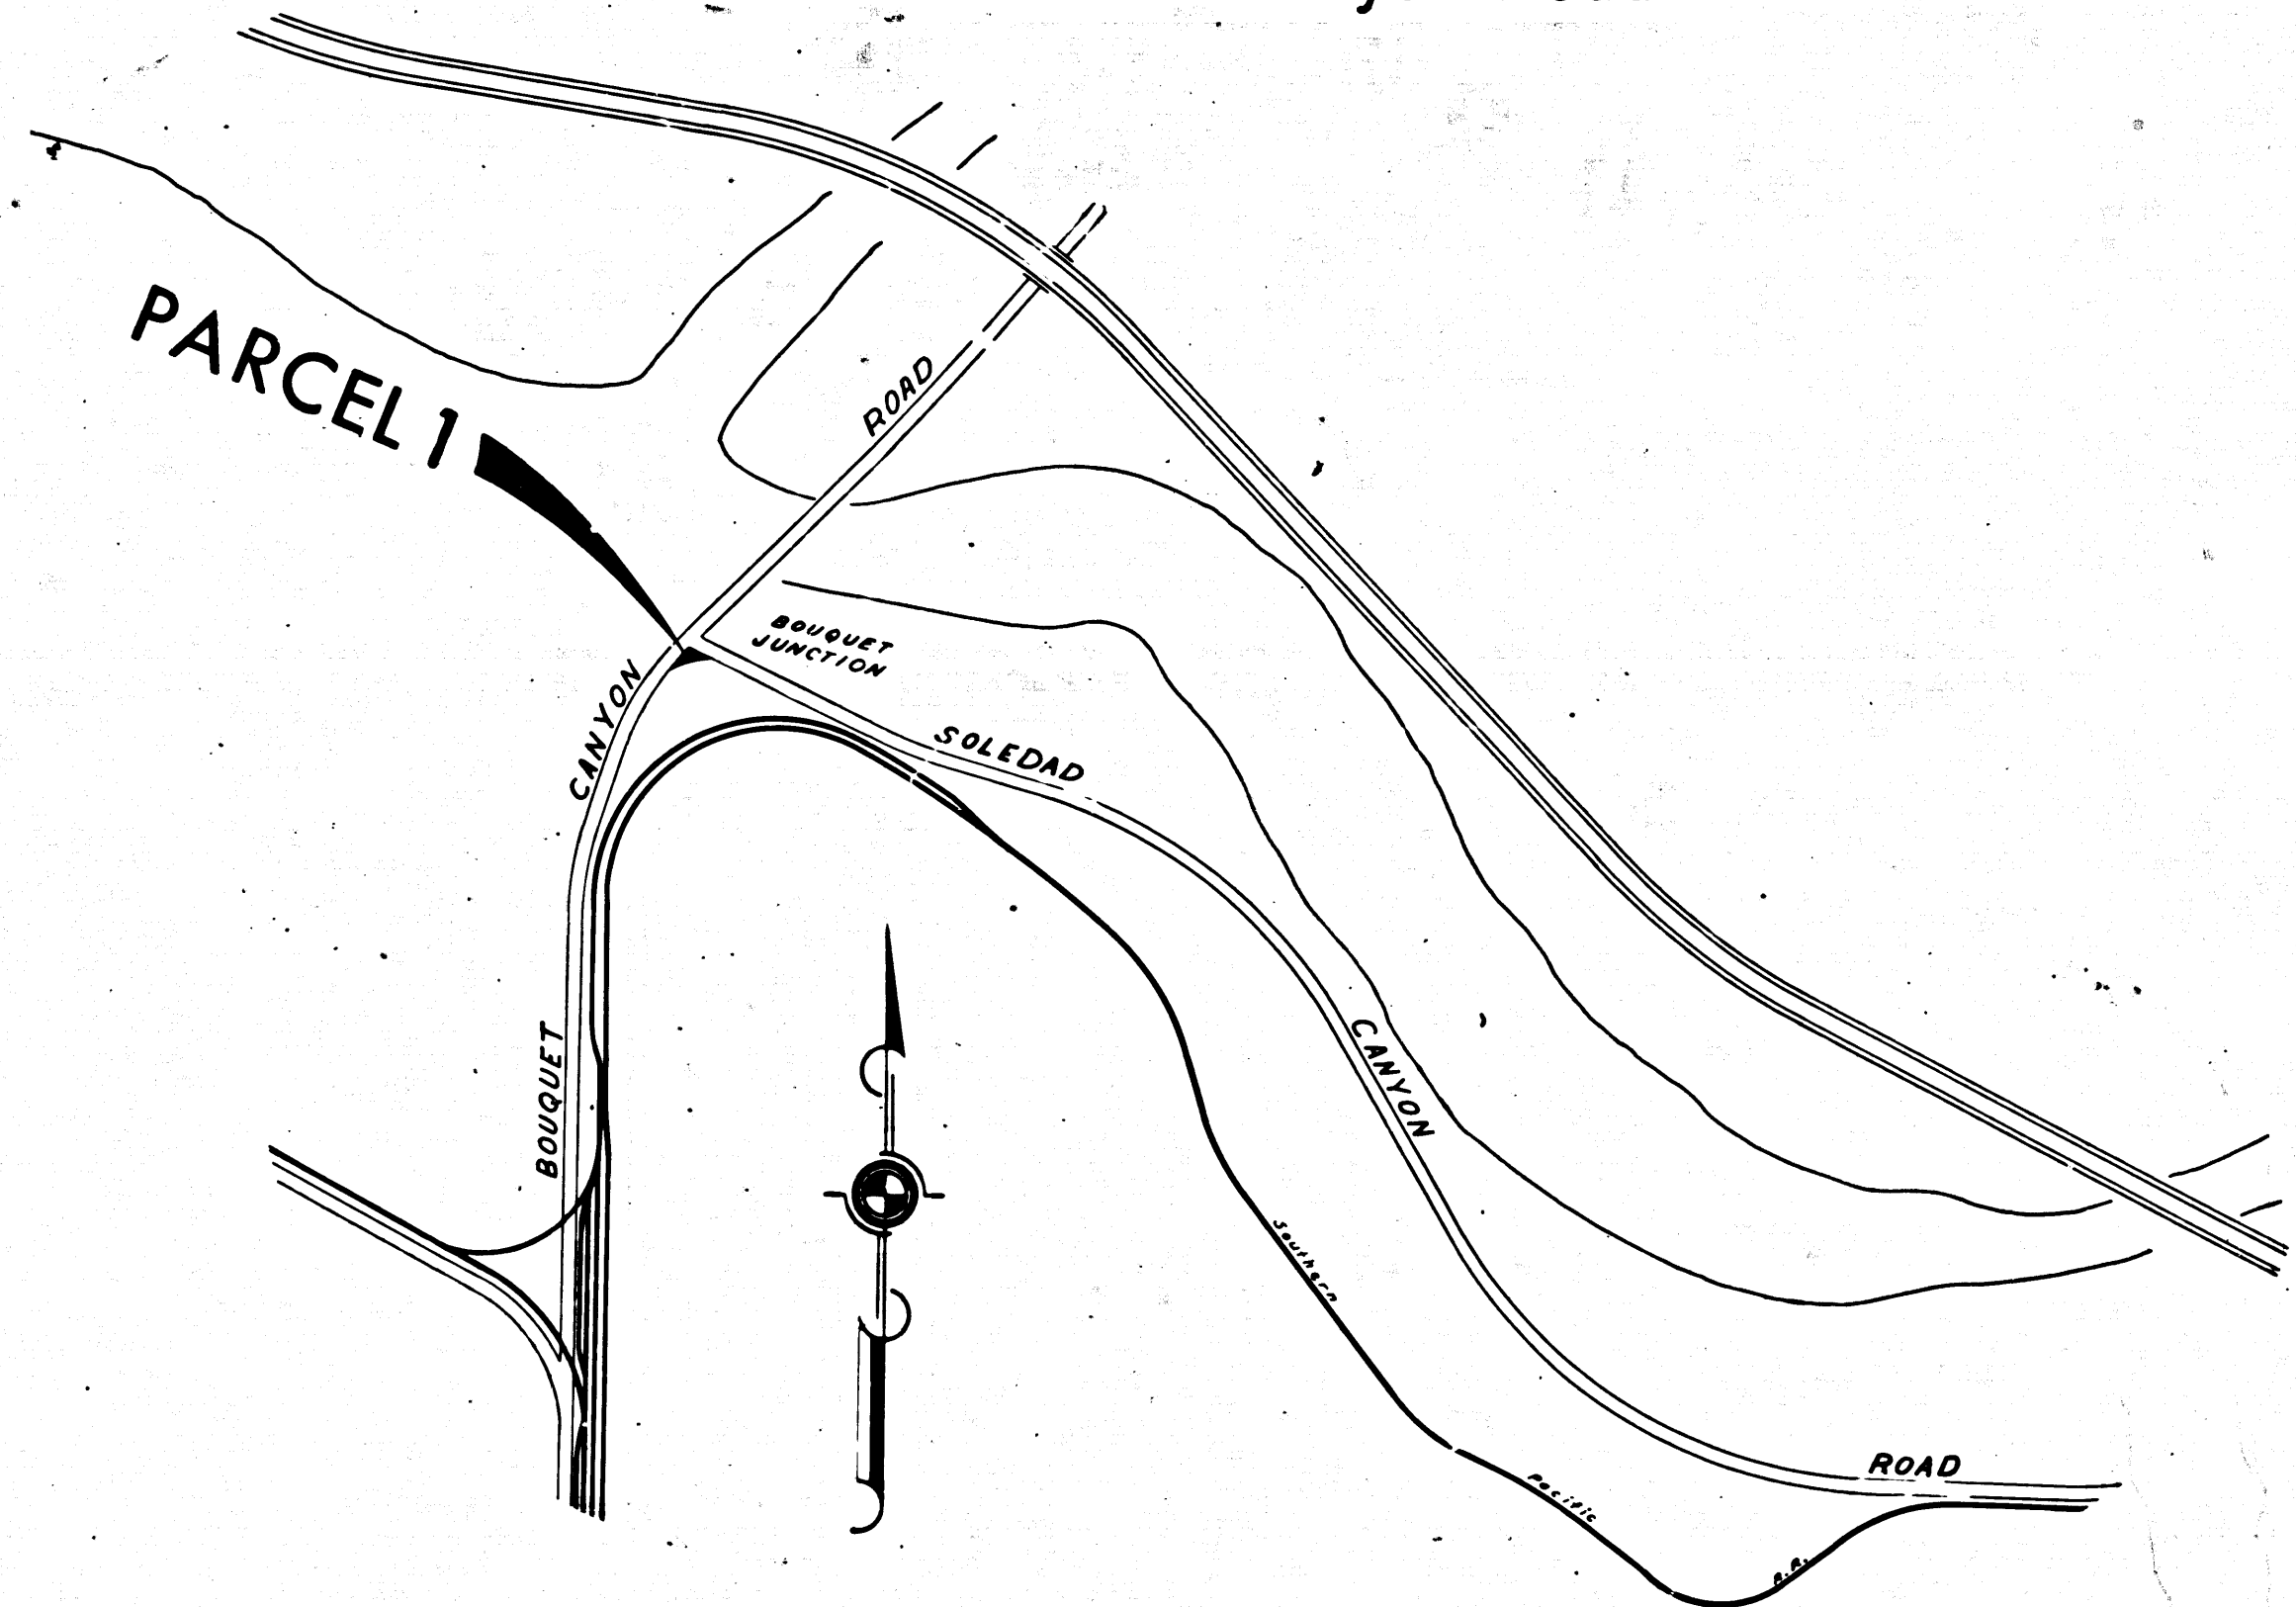 PARCEL 1
ROAD
BOUQUET
JUNCTION
CANYON
SOLEDAD
BOUQUET
CANYON
Southern
Pacific
R.R.
ROAD